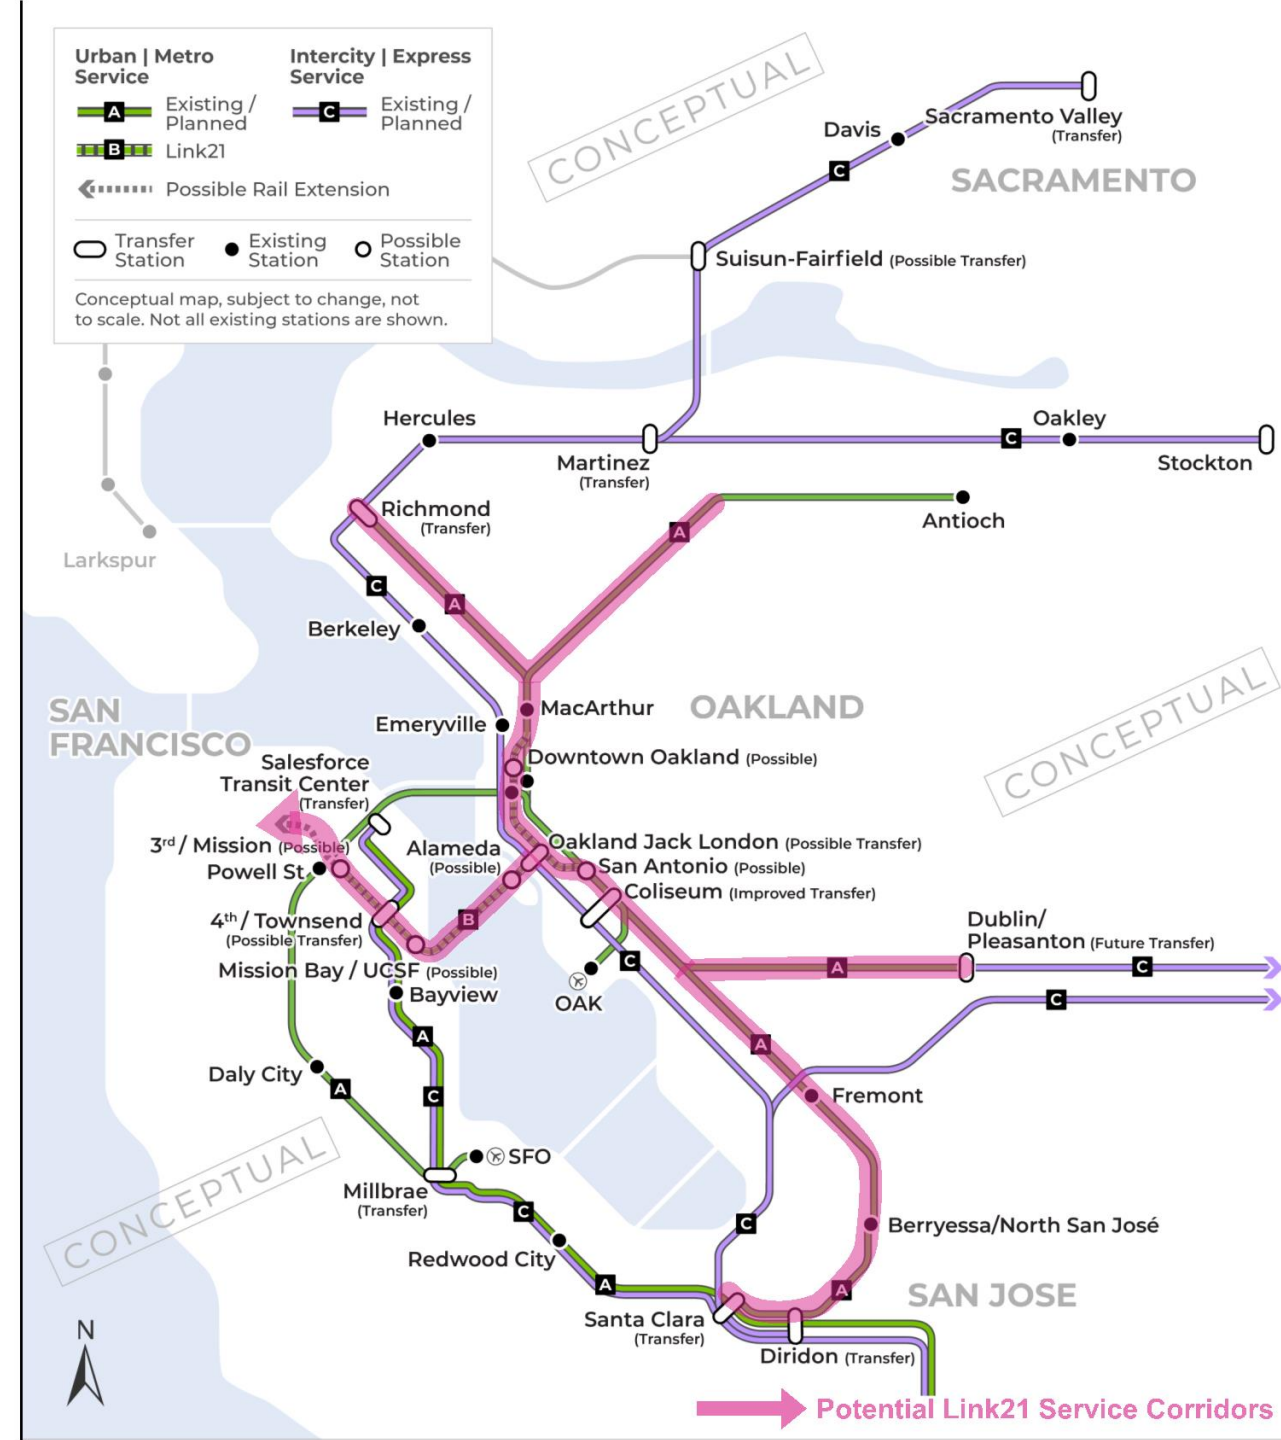 Urban | Metro
Service
Intercity | Express
Service
A
Existing /
Planned
C
Existing /
Planned
B
Link21
Possible Rail Extension
Transfer
Station
Existing
Station
Possible
Station
Conceptual map, subject to change, not
to scale. Not all existing stations are shown.
CONCEPTUAL
Sacramento Valley
(Transfer)
Davis
C
SACRAMENTO
Suisun-Fairfield (Possible Transfer)
Hercules
Martinez
(Transfer)
C
Oakley
Stockton
Richmond
(Transfer)
A
Antioch
Larkspur
C
A
Berkeley
CONCEPTUAL
SAN
FRANCISCO
Emeryville
MacArthur
OAKLAND
Salesforce
Transit Center
(Transfer)
Downtown Oakland (Possible)
3rd / Mission (Possible)
Powell St
Alameda
(Possible)
Oakland Jack London (Possible Transfer)
San Antonio (Possible)
Coliseum (Improved Transfer)
4th / Townsend
(Possible Transfer)
B
Dublin/
Pleasanton (Future Transfer)
Mission Bay / UCSF (Possible)
C
A
C
Bayview
OAK
C
A
A
Daly City
A
C
Fremont
CONCEPTUAL
SFO
Millbrae
(Transfer)
C
C
Berryessa/North San José
Redwood City
A
A
SAN JOSE
Santa Clara
(Transfer)
N
Diridon (Transfer)
Potential Link21 Service Corridors